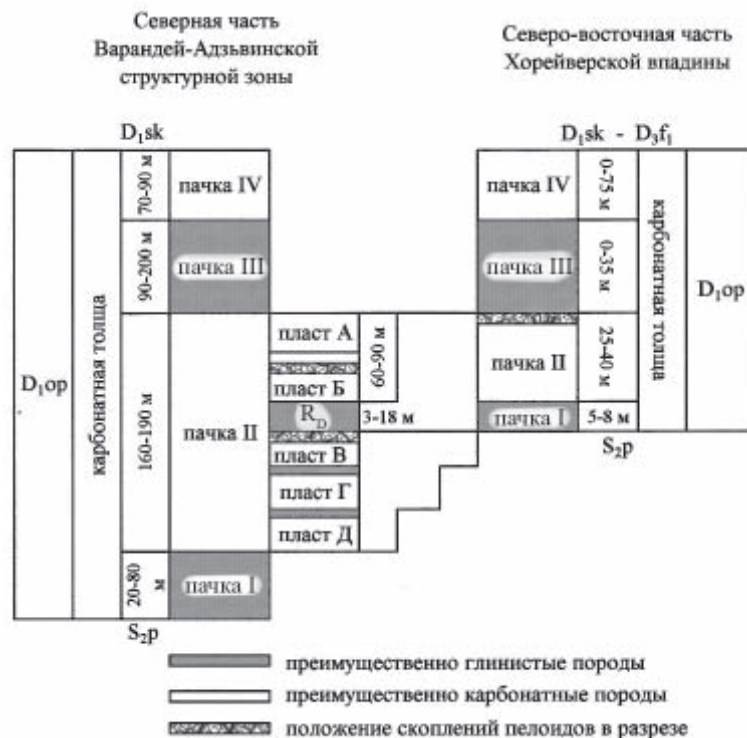 Северная часть
Варандей-Адзьвинской
структурной зоны
Северо-восточная часть
Хорейверской впадины
D₁sk
D₁sk - D₃f₁
D₁op
карбонатная толща
70-90 м
пачка IV
90-200 м
пачка III
160-190 м
пачка II
20-80
м
пачка I
S₂p
пласт А
пласт Б
R_D
пласт В
пласт Г
пласт Д
60-90 м
3-18 м
пачка IV
0-75 м
пачка III
0-35 м
пачка II
25-40 м
пачка I
5-8 м
карбонатная толща
D₁op
S₂p
преимущественно глинистые породы
преимущественно карбонатные породы
положение скоплений пелоидов в разрезе